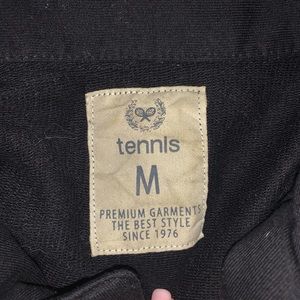 tennis
M
PREMIUM GARMENTS
THE BEST STYLE
SINCE 1976